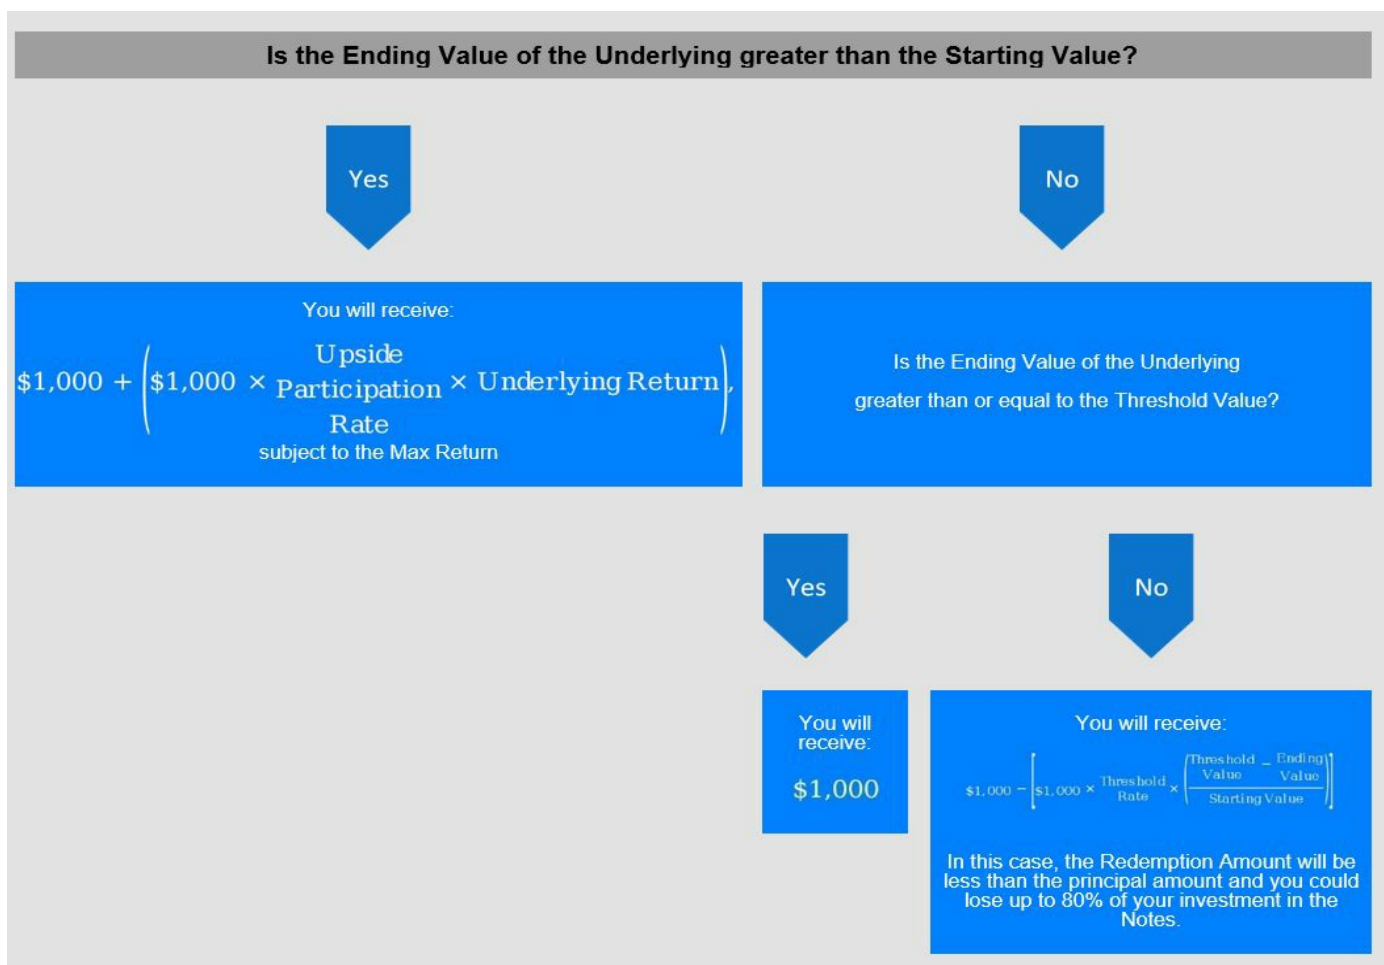 Is the Ending Value of the Underlying greater than the Starting Value?
Yes
No
You will receive:
$1,000 + ($1,000 × Upside Participation Rate × Underlying Return),
subject to the Max Return
Is the Ending Value of the Underlying
greater than or equal to the Threshold Value?
Yes
No
You will
receive:
$1,000
You will receive:
$1,000 − [$1,000 × Threshold Rate × ((Threshold Value − Ending Value) / Starting Value)]
In this case, the Redemption Amount will be
less than the principal amount and you could
lose up to 80% of your investment in the
Notes.